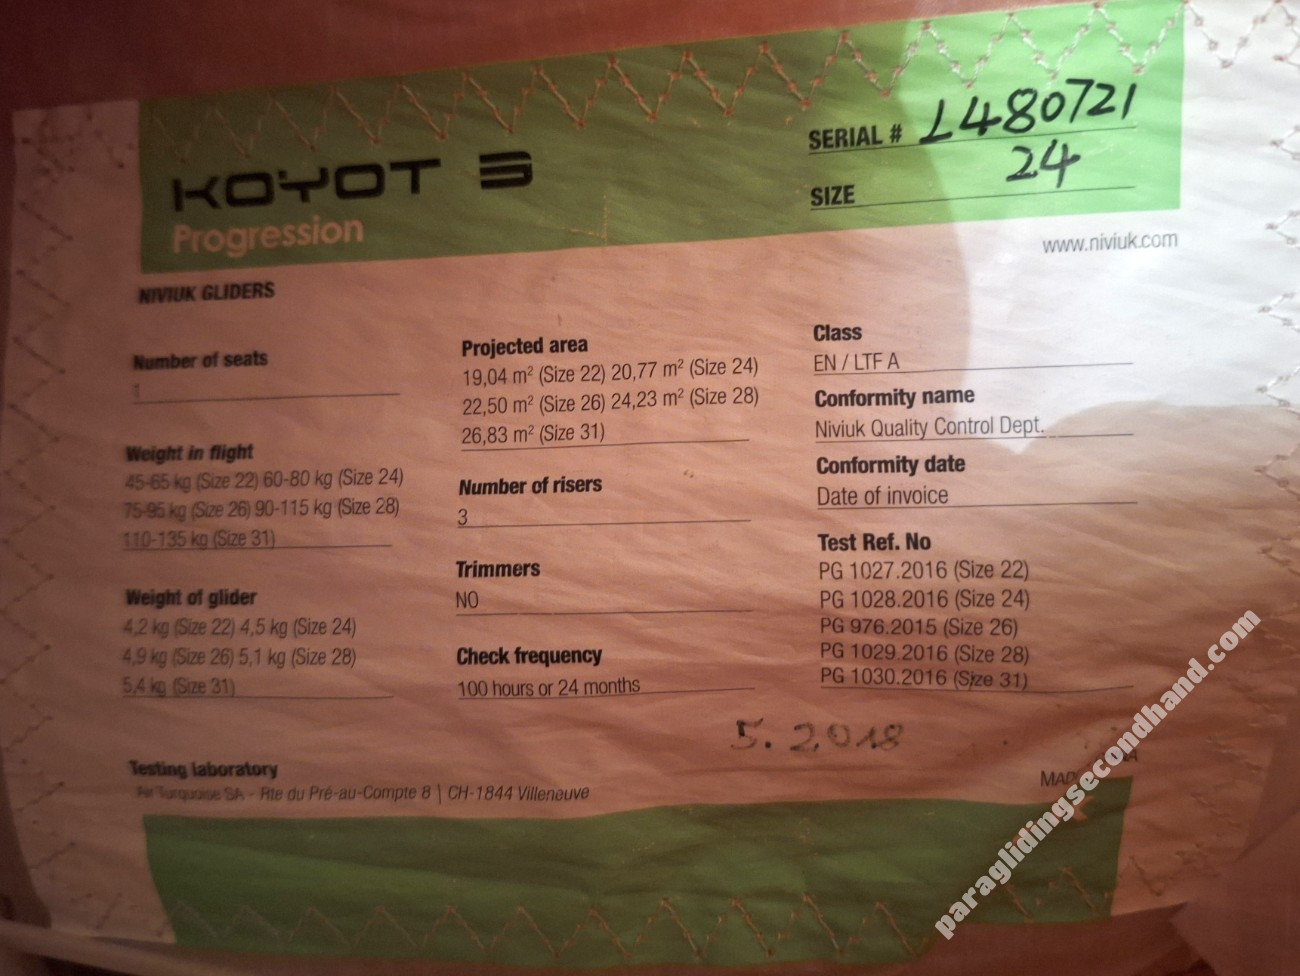 KOYOT 3
Progression
SERIAL # L480721
SIZE 24
www.niviuk.com
NIVIUK GLIDERS
Number of seats
1
Weight in flight
45-65 kg (Size 22) 60-80 kg (Size 24)
75-95 kg (Size 26) 90-115 kg (Size 28)
110-135 kg (Size 31)
Weight of glider
4,2 kg (Size 22) 4,5 kg (Size 24)
4,9 kg (Size 26) 5,1 kg (Size 28)
5,4 kg (Size 31)
Projected area
19,04 m² (Size 22) 20,77 m² (Size 24)
22,50 m² (Size 26) 24,23 m² (Size 28)
26,83 m² (Size 31)
Number of risers
3
Trimmers
NO
Check frequency
100 hours or 24 months
Class
EN / LTF A
Conformity name
Niviuk Quality Control Dept.
Conformity date
Date of invoice
Test Ref. No
PG 1027.2016 (Size 22)
PG 1028.2016 (Size 24)
PG 976.2015 (Size 26)
PG 1029.2016 (Size 28)
PG 1030.2016 (Size 31)
5.2018
Testing laboratory
Air Turquoise SA - Rte du Pré-au-Compte 8 | CH-1844 Villeneuve
paraglidingsecondhand.com